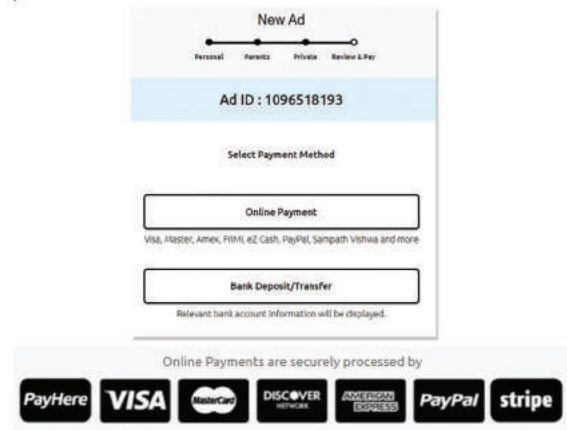 New Ad
Personal Parents Private Review & Pay
Ad ID : 1096518193
Select Payment Method
Online Payment
Visa, Master, Amex, FriMi, eZ Cash, PayPal, Sampath Vishwa and more
Bank Deposit/Transfer
Relevant bank account information will be displayed.
Online Payments are securely processed by
PayHere VISA MasterCard DISCOVER NETWORK AMERICAN EXPRESS PayPal stripe